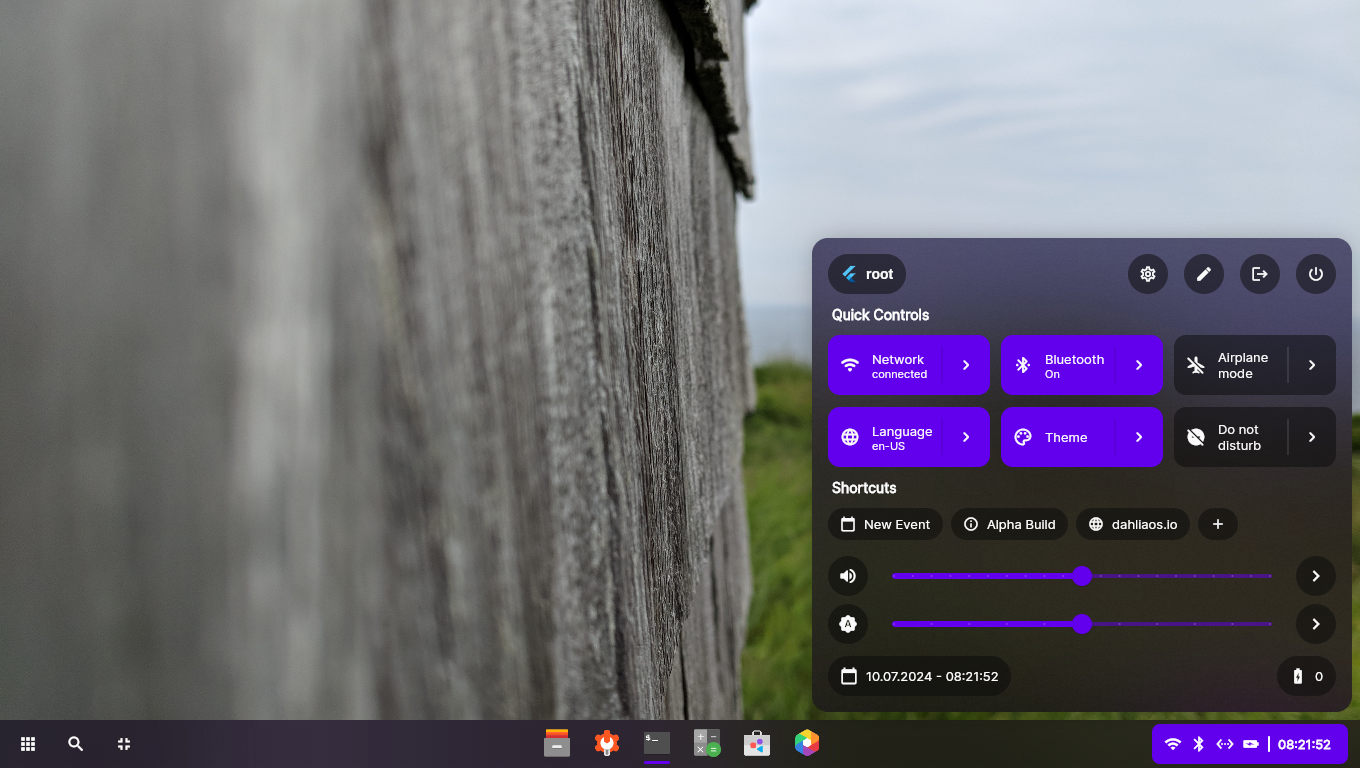 root
Quick Controls
Network
connected
Bluetooth
On
Airplane
mode
Language
en-US
Theme
Do not
disturb
Shortcuts
New Event
Alpha Build
dahliaos.io
10.07.2024 - 08:21:52
0
$_
08:21:52